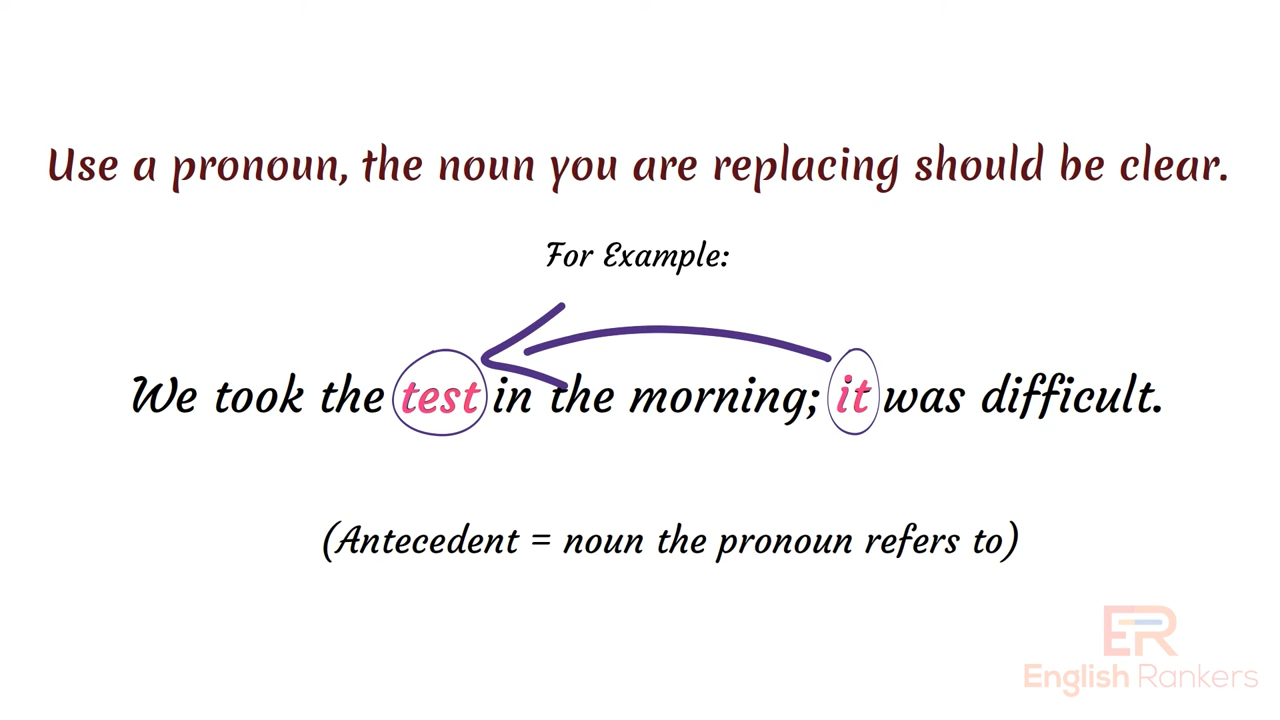 Use a pronoun, the noun you are replacing should be clear.
For Example:
We took the test in the morning; it was difficult.
(Antecedent = noun the pronoun refers to)
ER
English Rankers